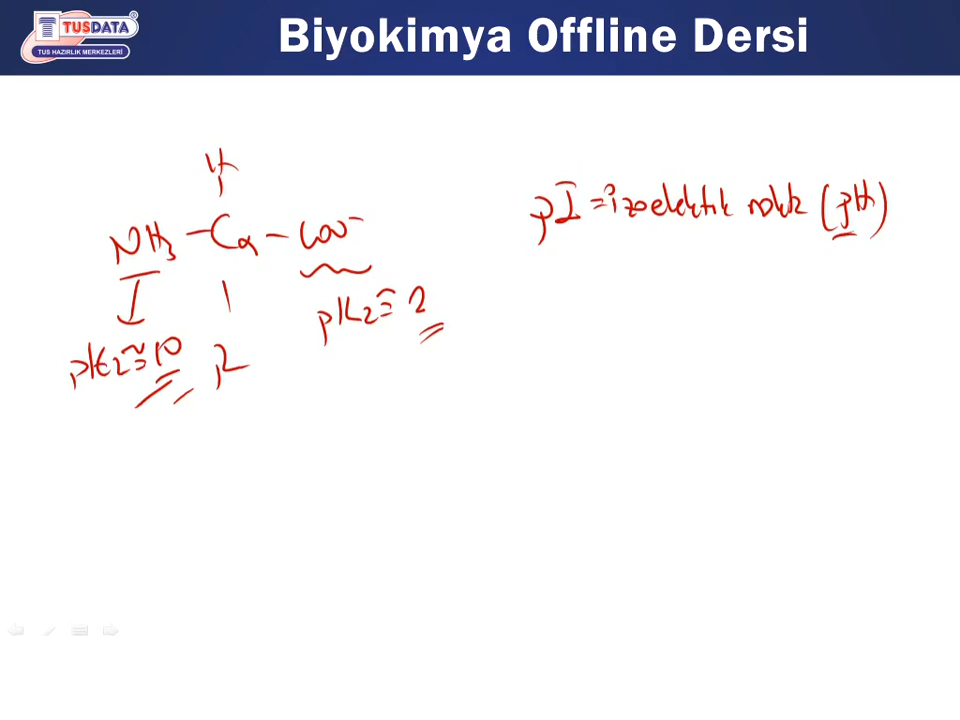 TUSDATA
TUS HAZIRLIK MERKEZLERİ
Biyokimya Offline Dersi
H
NH3 - Cα - COO⁻
pK2 ≈ 10
R
pK2 ≈ 2
pI = izoelektrik nokta (pH)